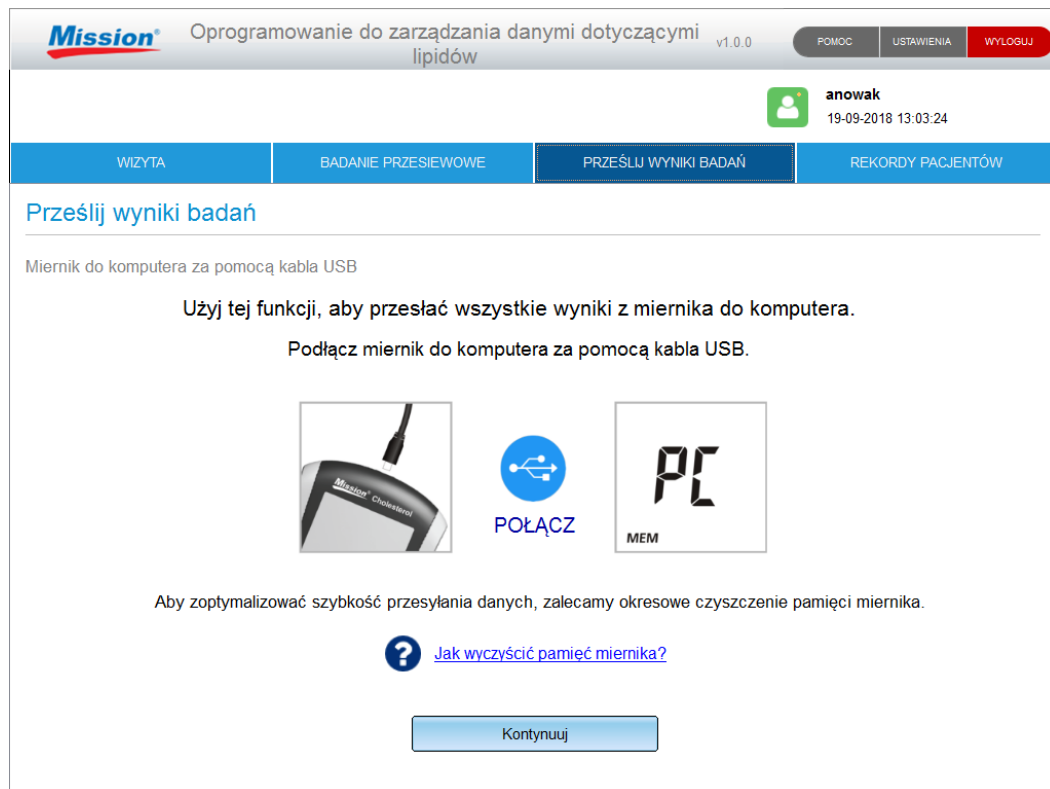 Mission®
Oprogramowanie do zarządzania danymi dotyczącymi
lipidów
v1.0.0
POMOC
USTAWIENIA
WYLOGUJ
anowak
19-09-2018 13:03:24
WIZYTA
BADANIE PRZESIEWOWE
PRZEŚLIJ WYNIKI BADAŃ
REKORDY PACJENTÓW
Prześlij wyniki badań
Miernik do komputera za pomocą kabla USB
Użyj tej funkcji, aby przesłać wszystkie wyniki z miernika do komputera.
Podłącz miernik do komputera za pomocą kabla USB.
Mission® Cholesterol
POŁĄCZ
PC
MEM
Aby zoptymalizować szybkość przesyłania danych, zalecamy okresowe czyszczenie pamięci miernika.
? Jak wyczyścić pamięć miernika?
Kontynuuj